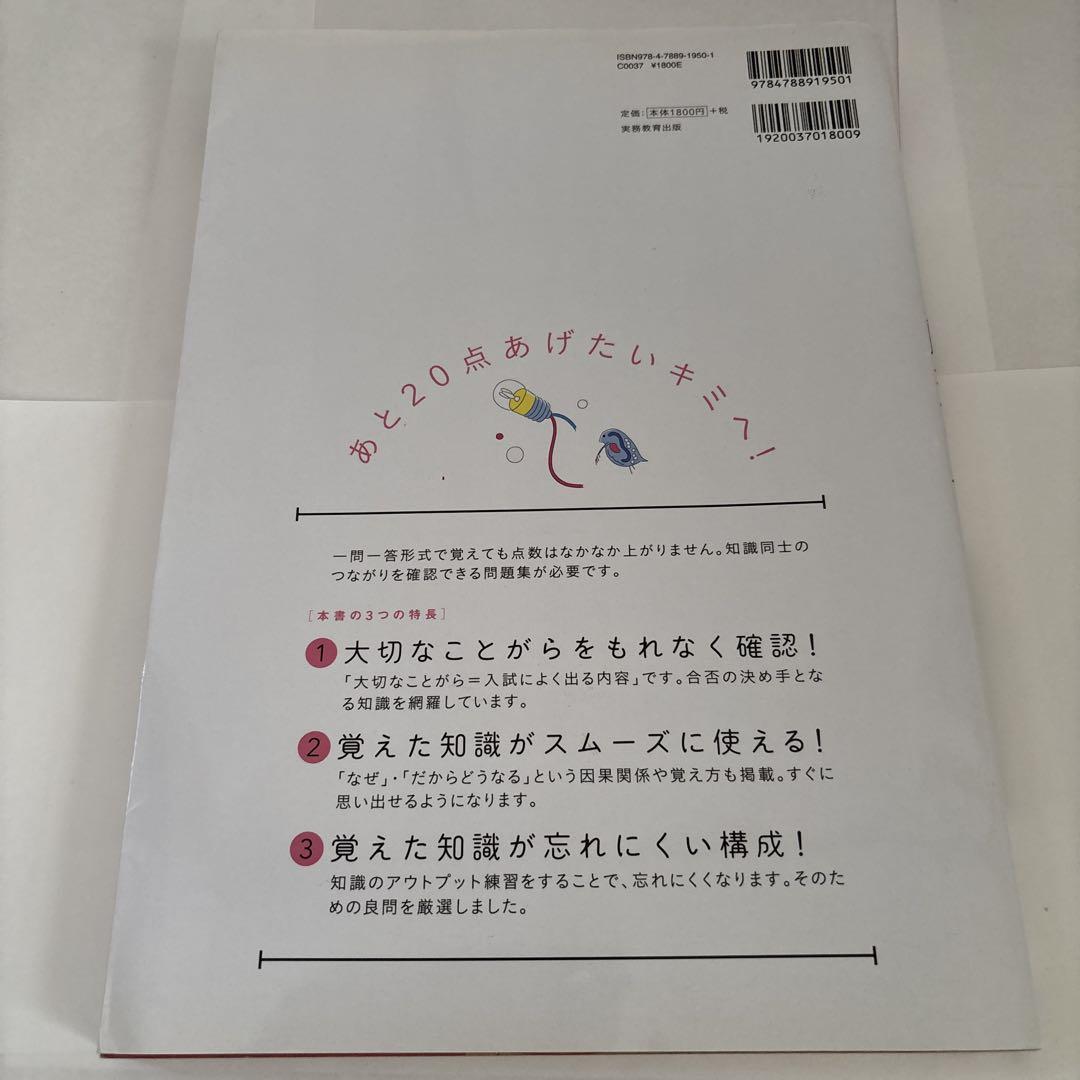 ISBN978-4-7889-1950-1
C0037 ¥1800E
9784788919501
定価：本体1800円＋税
実務教育出版
1920037018009
あと20点あげたいキミへ！
一問一答形式で覚えても点数はなかなか上がりません。知識同士の
つながりを確認できる問題集が必要です。
［本書の3つの特長］
1 大切なことがらをもれなく確認！
「大切なことがら＝入試によく出る内容」です。合否の決め手とな
る知識を網羅しています。
2 覚えた知識がスムーズに使える！
「なぜ」・「だからどうなる」という因果関係や覚え方も掲載。すぐに
思い出せるようになります。
3 覚えた知識が忘れにくい構成！
知識のアウトプット練習をすることで、忘れにくくなります。そのた
めの良問を厳選しました。